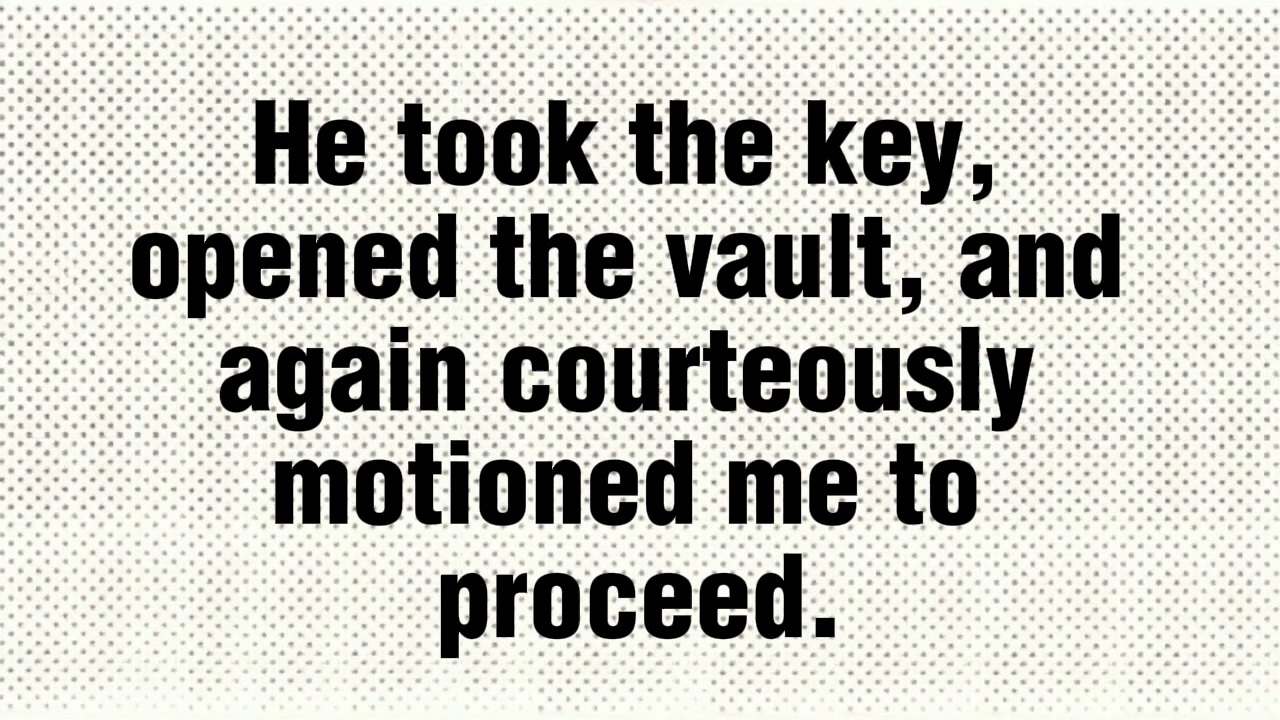 He took the key,
opened the vault, and
again courteously
motioned me to
proceed.